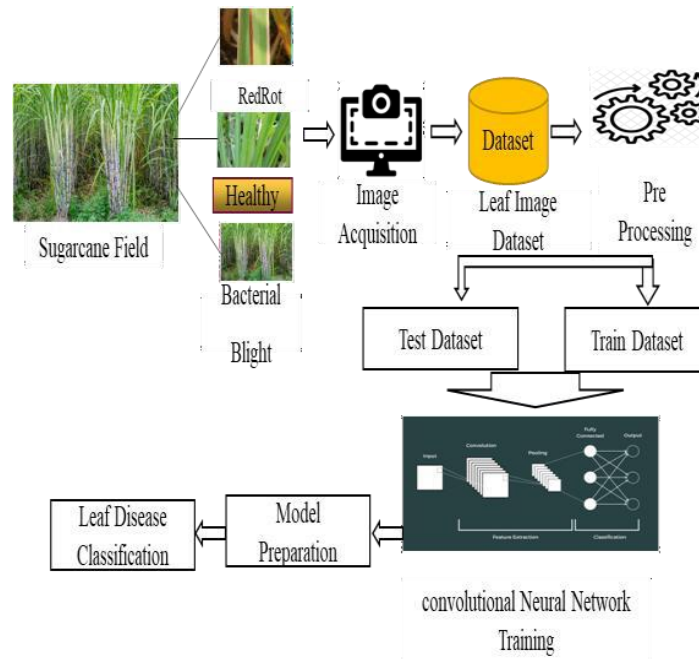 RedRot
Healthy
Bacterial
Blight
Sugarcane Field
Image
Acquisition
Dataset
Leaf Image
Dataset
Pre
Processing
Test Dataset
Train Dataset
Input
Convolution
Pooling
Fully
Connected
Output
Feature Extraction
Classification
Model
Preparation
Leaf Disease
Classification
convolutional Neural Network
Training